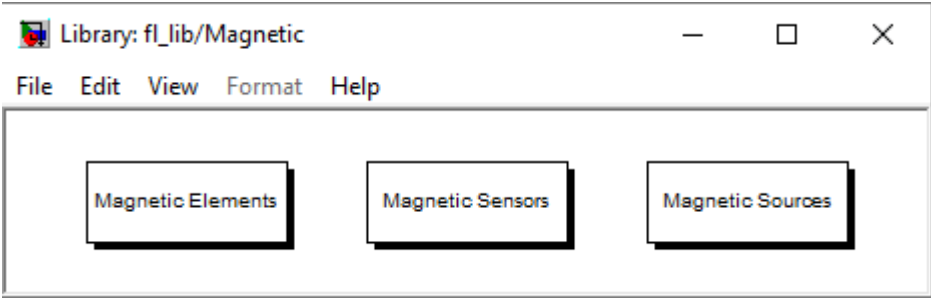 Library: fl_lib/Magnetic
File Edit View Format Help
Magnetic Elements Magnetic Sensors Magnetic Sources